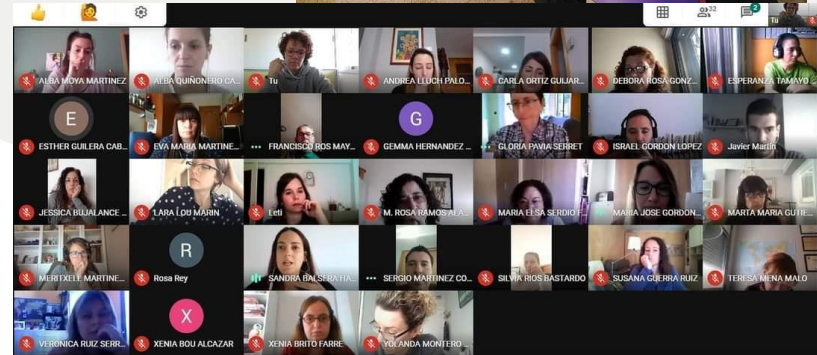 32
2
Tu
ALBA MOYA MARTINEZ
ALBA QUIÑONERO CA...
Tu
ANDREA LLUCH PALO...
CARLA ORTIZ GUIJAR...
DEBORA ROSA GONZ...
ESPERANZA TAMAYO
E
ESTHER GUILERA CAB...
EVA MARIA MARTINE...
FRANCISCO ROS MAY...
G
GEMMA HERNANDEZ ...
GLORIA PAVIA SERRET
ISRAEL GORDON LOPEZ
Javier Martin
JESSICA BUJALANCE ...
LARA LOU MARIN
Leti
M. ROSA RAMOS ALA...
MARIA ELSA SERDIO F...
MARIA JOSE GORDON...
MARTA MARIA GUTIE...
MERITXELL MARTINE...
R
Rosa Rey
SANDRA BALSERA HA...
SERGIO MARTINEZ CO...
SILVIA RIOS BASTARDO
SUSANA GUERRA RUIZ
TERESA MENA MALO
VERONICA RUIZ SERR...
X
XENIA BOU ALCAZAR
XENIA BRITO FARRE
YOLANDA MONTERO ...